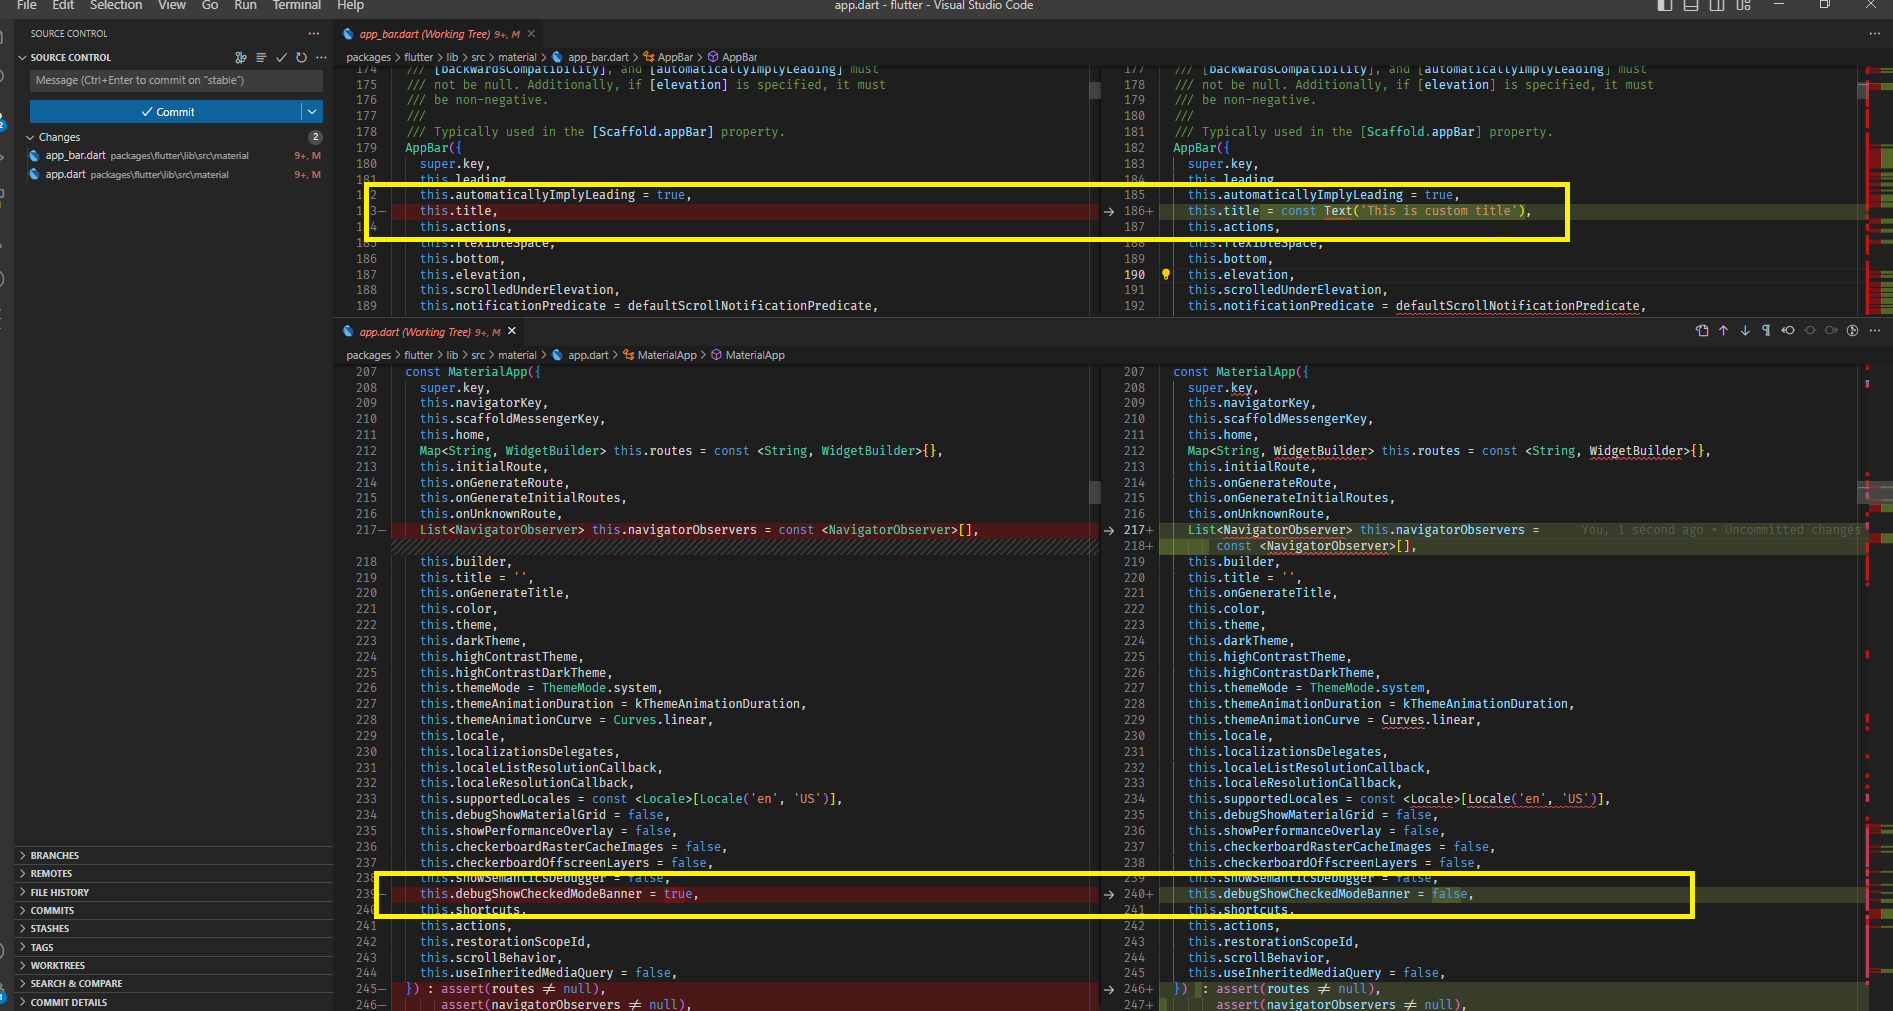 File Edit Selection View Go Run Terminal Help
app.dart - flutter - Visual Studio Code
SOURCE CONTROL
SOURCE CONTROL
Message (Ctrl+Enter to commit on "stable")
Commit
Changes 2
app_bar.dart packages\flutter\lib\src\material 9+, M
app.dart packages\flutter\lib\src\material 9+, M
BRANCHES
REMOTES
FILE HISTORY
COMMITS
STASHES
TAGS
WORKTREES
SEARCH & COMPARE
COMMIT DETAILS
app_bar.dart (Working Tree) 9+, M
packages > flutter > lib > src > material > app_bar.dart > AppBar > AppBar
174 /// [backwardsCompatibility], and [automaticallyImplyLeading] must
175 /// not be null. Additionally, if [elevation] is specified, it must
176 /// be non-negative.
177 ///
178 /// Typically used in the [Scaffold.appBar] property.
179 AppBar({
180 super.key,
181 this.leading,
182 this.automaticallyImplyLeading = true,
183— this.title,
184 this.actions,
185 this.flexibleSpace,
186 this.bottom,
187 this.elevation,
188 this.scrolledUnderElevation,
189 this.notificationPredicate = defaultScrollNotificationPredicate,
177 /// [backwardsCompatibility], and [automaticallyImplyLeading] must
178 /// not be null. Additionally, if [elevation] is specified, it must
179 /// be non-negative.
180 ///
181 /// Typically used in the [Scaffold.appBar] property.
182 AppBar({
183 super.key,
184 this.leading,
185 this.automaticallyImplyLeading = true,
186+ this.title = const Text('This is custom title'),
187 this.actions,
188 this.flexibleSpace,
189 this.bottom,
190 this.elevation,
191 this.scrolledUnderElevation,
192 this.notificationPredicate = defaultScrollNotificationPredicate,
app.dart (Working Tree) 9+, M
packages > flutter > lib > src > material > app.dart > MaterialApp > MaterialApp
207 const MaterialApp({
208 super.key,
209 this.navigatorKey,
210 this.scaffoldMessengerKey,
211 this.home,
212 Map<String, WidgetBuilder> this.routes = const <String, WidgetBuilder>{},
213 this.initialRoute,
214 this.onGenerateRoute,
215 this.onGenerateInitialRoutes,
216 this.onUnknownRoute,
217— List<NavigatorObserver> this.navigatorObservers = const <NavigatorObserver>[],
218 this.builder,
219 this.title = '',
220 this.onGenerateTitle,
221 this.color,
222 this.theme,
223 this.darkTheme,
224 this.highContrastTheme,
225 this.highContrastDarkTheme,
226 this.themeMode = ThemeMode.system,
227 this.themeAnimationDuration = kThemeAnimationDuration,
228 this.themeAnimationCurve = Curves.linear,
229 this.locale,
230 this.localizationsDelegates,
231 this.localeListResolutionCallback,
232 this.localeResolutionCallback,
233 this.supportedLocales = const <Locale>[Locale('en', 'US')],
234 this.debugShowMaterialGrid = false,
235 this.showPerformanceOverlay = false,
236 this.checkerboardRasterCacheImages = false,
237 this.checkerboardOffscreenLayers = false,
238 this.showSemanticsDebugger = false,
239— this.debugShowCheckedModeBanner = true,
240 this.shortcuts,
241 this.actions,
242 this.restorationScopeId,
243 this.scrollBehavior,
244 this.useInheritedMediaQuery = false,
245— }) : assert(routes ≠ null),
246— assert(navigatorObservers ≠ null),
207 const MaterialApp({
208 super.key,
209 this.navigatorKey,
210 this.scaffoldMessengerKey,
211 this.home,
212 Map<String, WidgetBuilder> this.routes = const <String, WidgetBuilder>{},
213 this.initialRoute,
214 this.onGenerateRoute,
215 this.onGenerateInitialRoutes,
216 this.onUnknownRoute,
217+ List<NavigatorObserver> this.navigatorObservers = You, 1 second ago • Uncommitted changes
218+ const <NavigatorObserver>[],
219 this.builder,
220 this.title = '',
221 this.onGenerateTitle,
222 this.color,
223 this.theme,
224 this.darkTheme,
225 this.highContrastTheme,
226 this.highContrastDarkTheme,
227 this.themeMode = ThemeMode.system,
228 this.themeAnimationDuration = kThemeAnimationDuration,
229 this.themeAnimationCurve = Curves.linear,
230 this.locale,
231 this.localizationsDelegates,
232 this.localeListResolutionCallback,
233 this.localeResolutionCallback,
234 this.supportedLocales = const <Locale>[Locale('en', 'US')],
235 this.debugShowMaterialGrid = false,
236 this.showPerformanceOverlay = false,
237 this.checkerboardRasterCacheImages = false,
238 this.checkerboardOffscreenLayers = false,
239 this.showSemanticsDebugger = false,
240+ this.debugShowCheckedModeBanner = false,
241 this.shortcuts,
242 this.actions,
243 this.restorationScopeId,
244 this.scrollBehavior,
245 this.useInheritedMediaQuery = false,
246+ }) : assert(routes ≠ null),
247+ assert(navigatorObservers ≠ null),